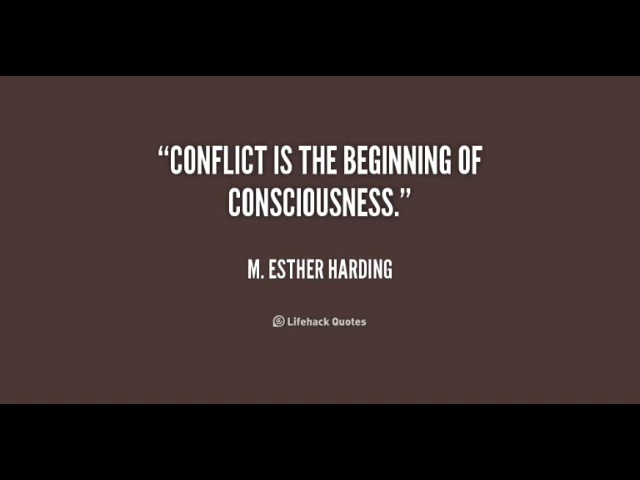 “CONFLICT IS THE BEGINNING OF
CONSCIOUSNESS.”
M. ESTHER HARDING
Lifehack Quotes